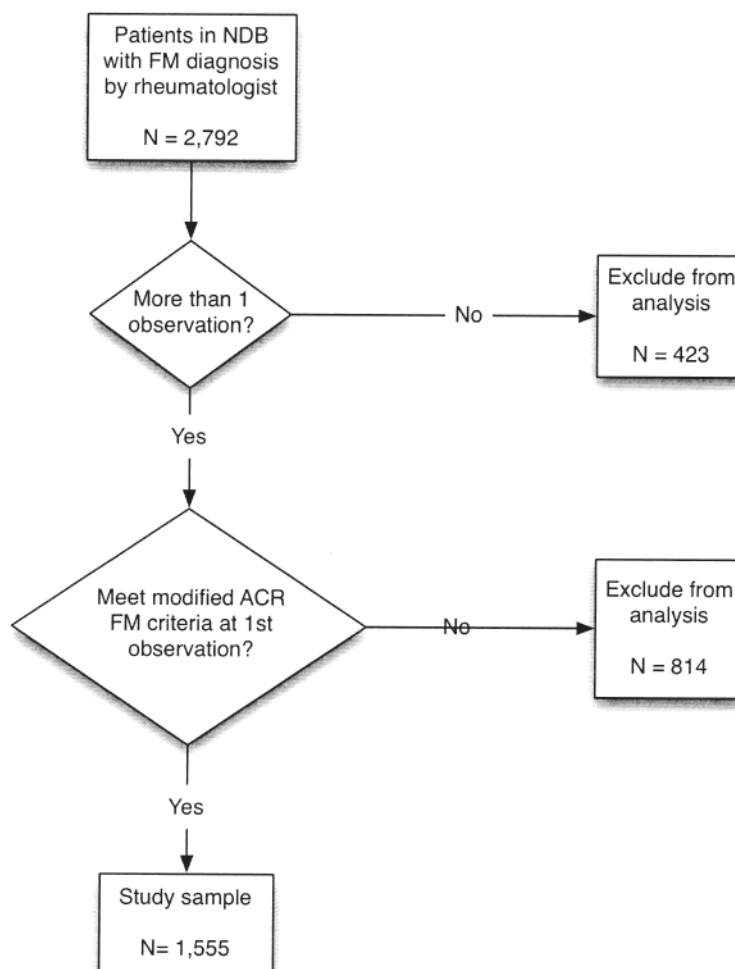 Patients in NDB
with FM diagnosis
by rheumatologist
N = 2,792
More than 1
observation?
No
Exclude from
analysis
N = 423
Yes
Meet modified ACR
FM criteria at 1st
observation?
No
Exclude from
analysis
N = 814
Yes
Study sample
N= 1,555